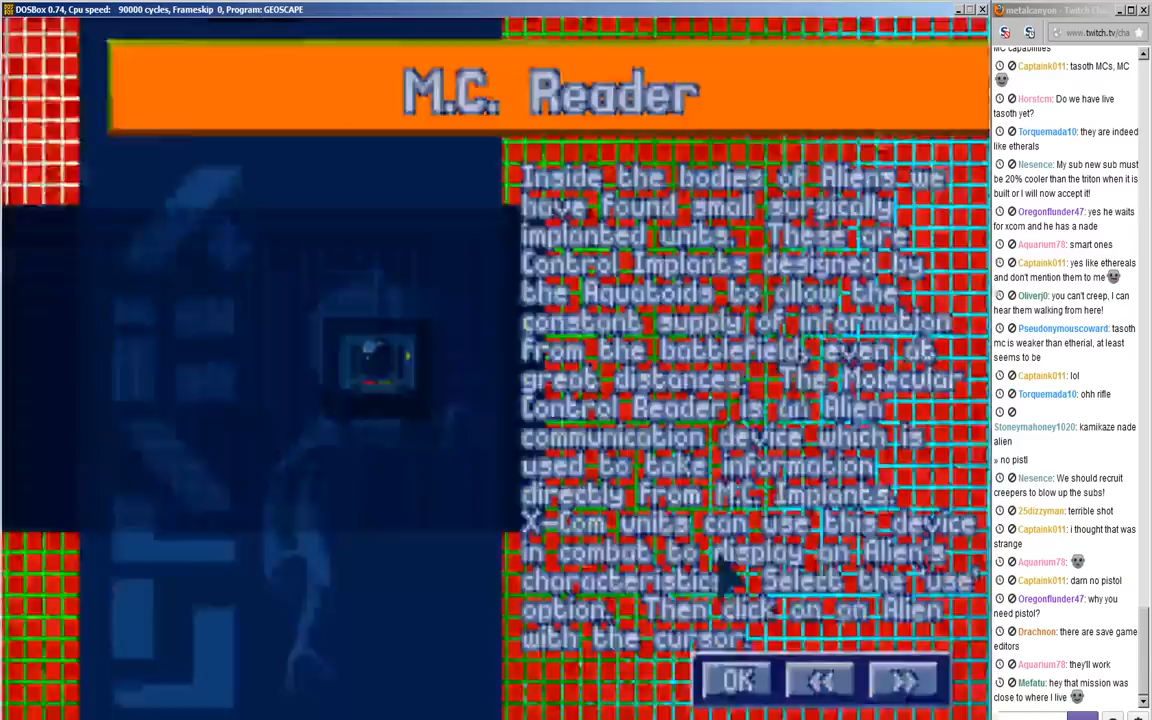 DOSBox 0.74, Cpu speed: 90000 cycles, Frameskip 0, Program: GEOSCAPE
M.C. Reader
Inside the bodies of Aliens we
have found small surgically
implanted units. These are
Control Implants designed by
the Aquatoids to allow the
constant supply of information
from the battlefield, even at
great distances. The Molecular
Control Reader is an Alien
communication device which is
used to take information
directly from M.C. Implants.
X-Com units can use this device
in combat to display an Alien's
characteristics. Select the use
option. Then click on an Alien
with the cursor.
OK << >>
metalcanyon - Twitch Cha
www.twitch.tv/cha
MC capabilities
Captaink011: tasoth MCs, MC
Horstcm: Do we have live
tasoth yet?
Torquemada10: they are indeed
like etherals
Nesence: My sub new sub must
be 20% cooler than the triton when it is
built or I will now accept it!
Oregonflunder47: yes he waits
for xcom and he has a nade
Aquarium78: smart ones
Captaink011: yes like ethereals
and don't mention them to me
Oliverj0: you can't creep, I can
hear them walking from here!
Pseudonymouscoward: tasoth
mc is weaker than etherial, at least
seems to be
Captaink011: lol
Torquemada10: ohh rifle
Stoneymahoney1020: kamikaze nade
alien
» no pistl
Nesence: We should recruit
creepers to blow up the subs!
25dizzyman: terrible shot
Captaink011: i thought that was
strange
Aquarium78:
Captaink011: darn no pistol
Oregonflunder47: why you
need pistol?
Drachnon: there are save game
editors
Aquarium78: they'll work
Mefatu: hey that mission was
close to where I live